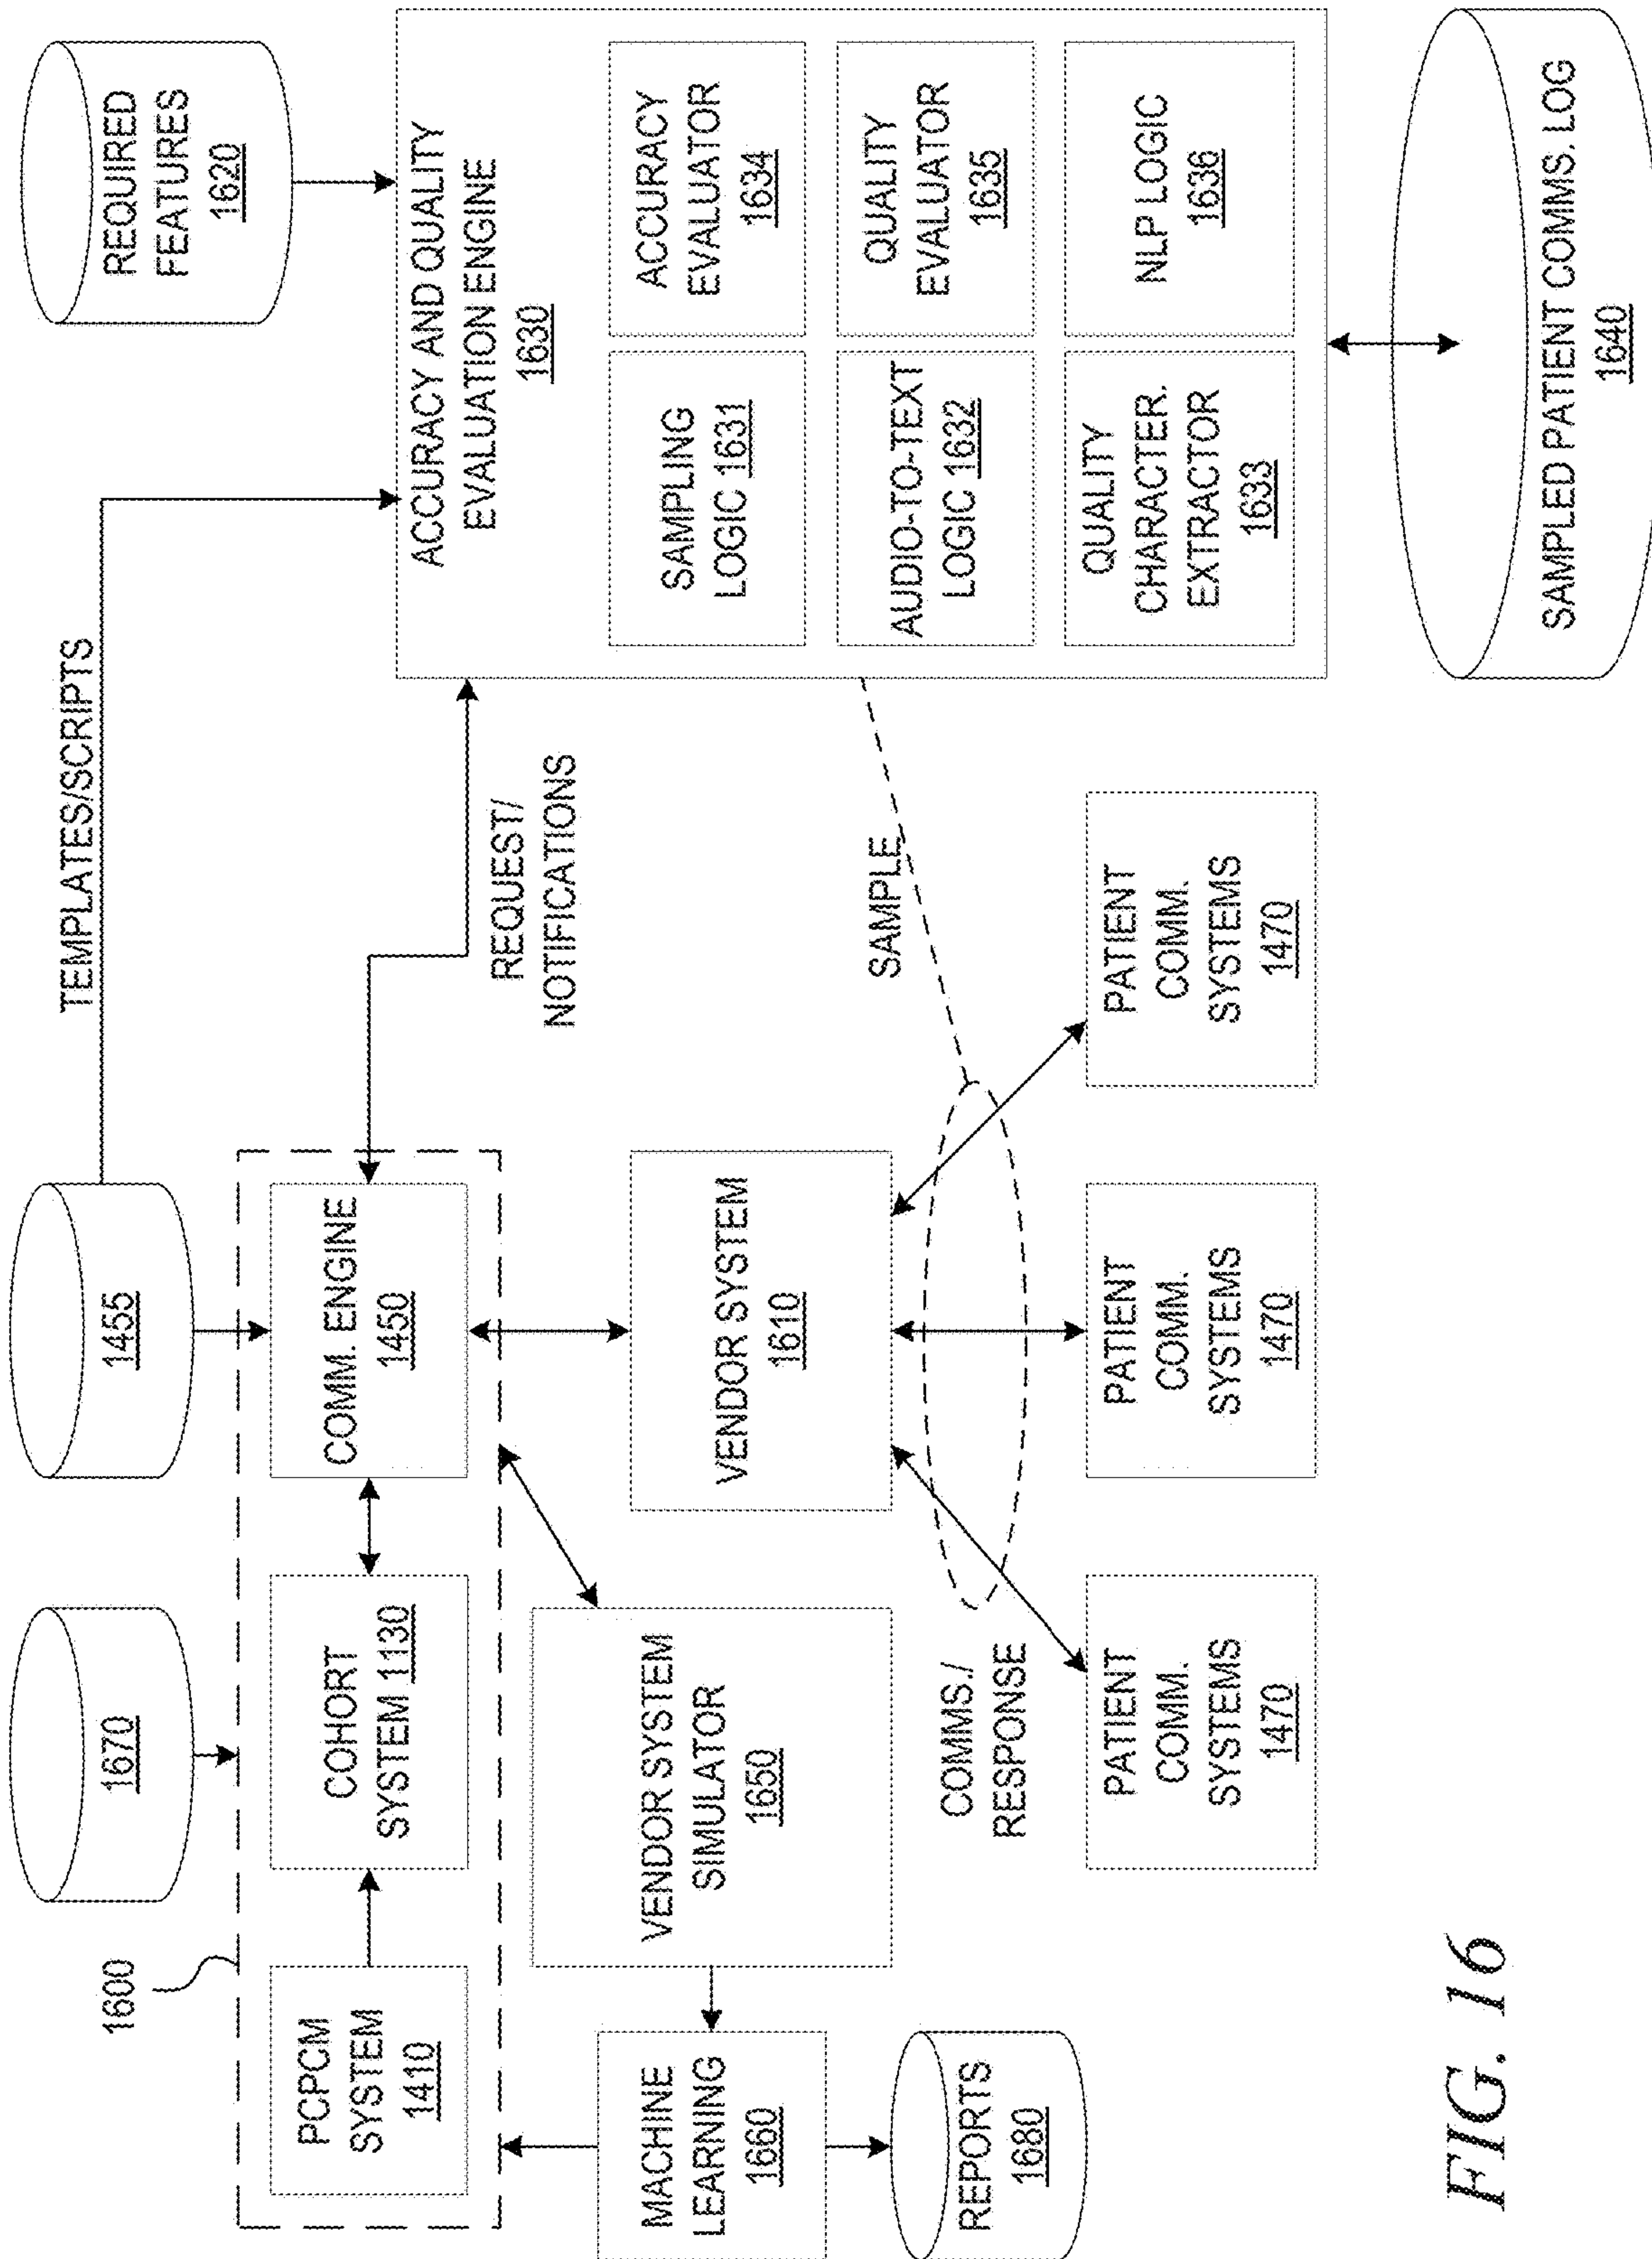 1670
1455
TEMPLATES/SCRIPTS
REQUIRED
FEATURES
1620
1600
PCPCM
SYSTEM
1410
COHORT
SYSTEM 1130
COMM. ENGINE
1450
REQUEST/
NOTIFICATIONS
ACCURACY AND QUALITY
EVALUATION ENGINE
1630
SAMPLING
LOGIC 1631
ACCURACY
EVALUATOR
1634
AUDIO-TO-TEXT
LOGIC 1632
QUALITY
EVALUATOR
1635
QUALITY
CHARACTER.
EXTRACTOR
1633
NLP LOGIC
1636
MACHINE
LEARNING
1660
VENDOR SYSTEM
SIMULATOR
1650
VENDOR SYSTEM
1610
SAMPLE
COMMS./
RESPONSE
REPORTS
1680
PATIENT
COMM.
SYSTEMS
1470
PATIENT
COMM.
SYSTEMS
1470
PATIENT
COMM.
SYSTEMS
1470
SAMPLED PATIENT COMMS. LOG
1640
FIG. 16